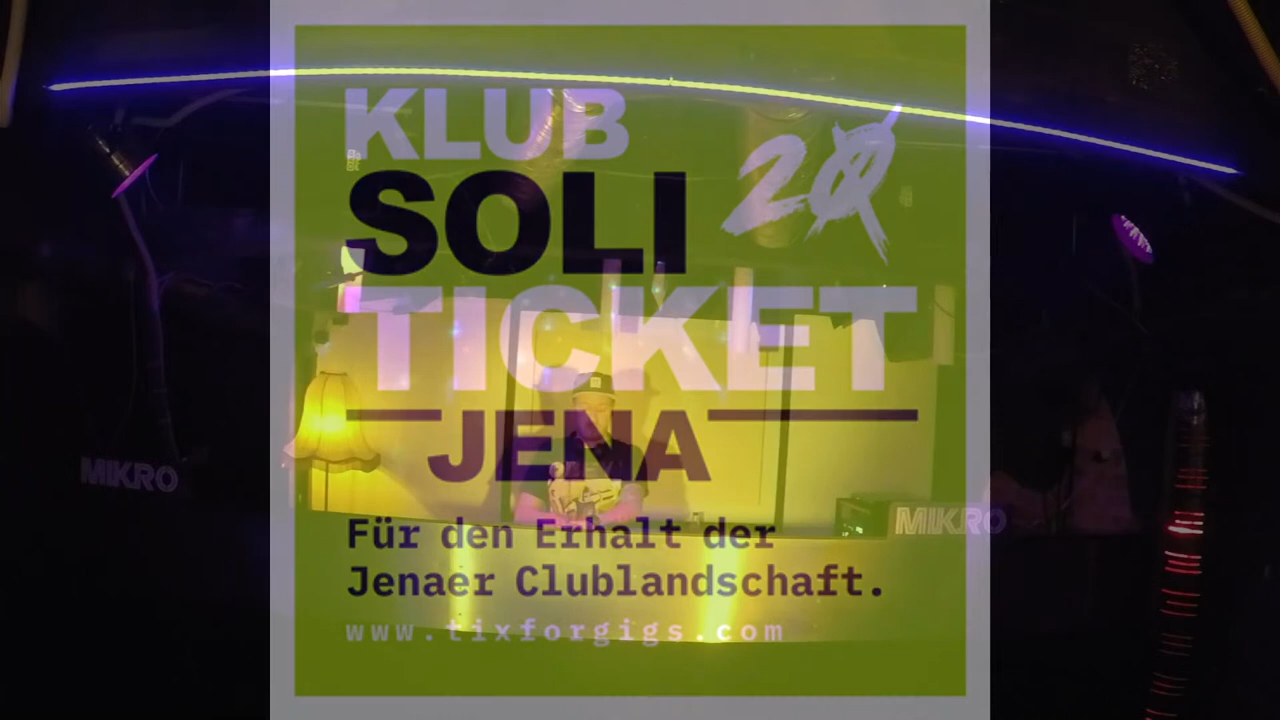 KLUB
20
SOLI
TICKET
JENA
MIKRO
MIKRO
Für den Erhalt der
Jenaer Clublandschaft.
www.tixforgigs.com